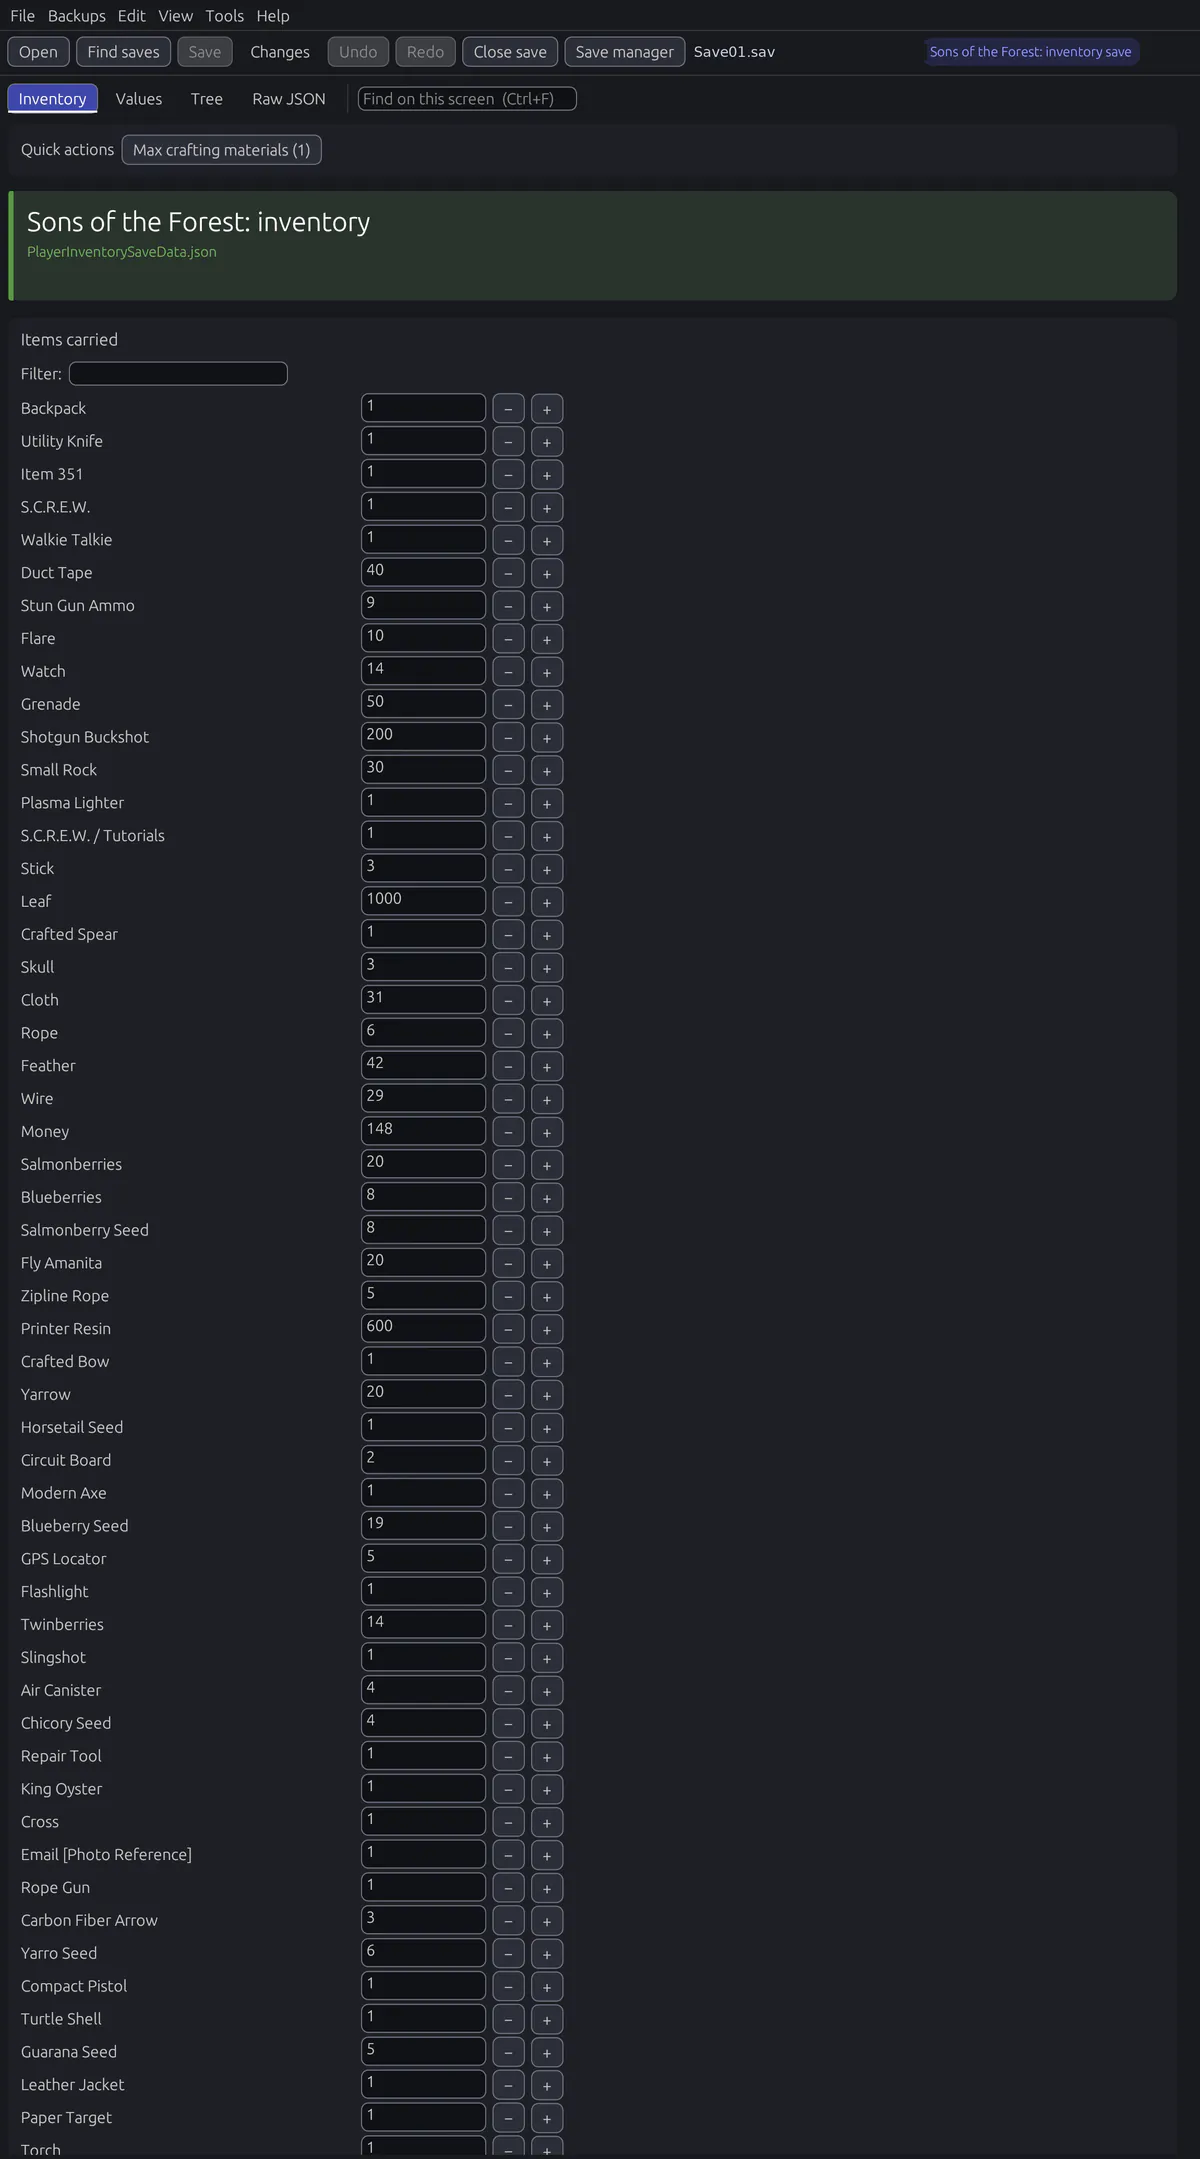 File Backups Edit View Tools Help
Open Find saves Save Changes Undo Redo Close save Save manager Save01.sav Sons of the Forest: inventory save
Inventory Values Tree Raw JSON Find on this screen (Ctrl+F)
Quick actions Max crafting materials (1)
Sons of the Forest: inventory
PlayerInventorySaveData.json
Items carried
Filter:
Backpack 1 − +
Utility Knife 1 − +
Item 351 1 − +
S.C.R.E.W. 1 − +
Walkie Talkie 1 − +
Duct Tape 40 − +
Stun Gun Ammo 9 − +
Flare 10 − +
Watch 14 − +
Grenade 50 − +
Shotgun Buckshot 200 − +
Small Rock 30 − +
Plasma Lighter 1 − +
S.C.R.E.W. / Tutorials 1 − +
Stick 3 − +
Leaf 1000 − +
Crafted Spear 1 − +
Skull 3 − +
Cloth 31 − +
Rope 6 − +
Feather 42 − +
Wire 29 − +
Money 148 − +
Salmonberries 20 − +
Blueberries 8 − +
Salmonberry Seed 8 − +
Fly Amanita 20 − +
Zipline Rope 5 − +
Printer Resin 600 − +
Crafted Bow 1 − +
Yarrow 20 − +
Horsetail Seed 1 − +
Circuit Board 2 − +
Modern Axe 1 − +
Blueberry Seed 19 − +
GPS Locator 5 − +
Flashlight 1 − +
Twinberries 14 − +
Slingshot 1 − +
Air Canister 4 − +
Chicory Seed 4 − +
Repair Tool 1 − +
King Oyster 1 − +
Cross 1 − +
Email [Photo Reference] 1 − +
Rope Gun 1 − +
Carbon Fiber Arrow 3 − +
Yarro Seed 6 − +
Compact Pistol 1 − +
Turtle Shell 1 − +
Guarana Seed 5 − +
Leather Jacket 1 − +
Paper Target 1 − +
Torch 1 − +